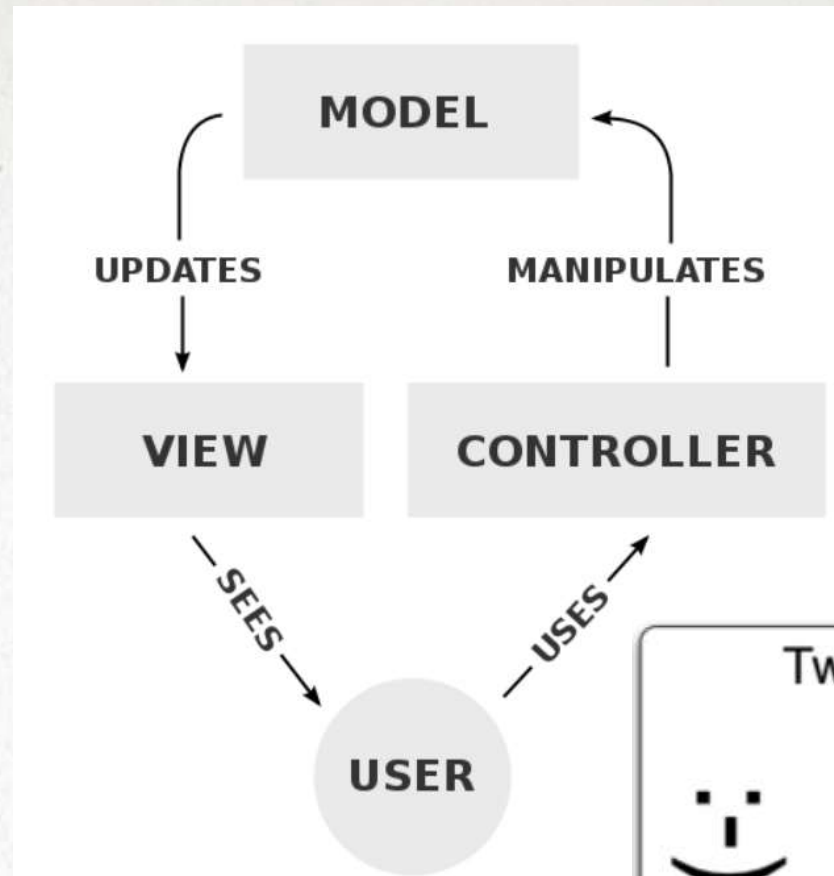 MODEL
UPDATES
MANIPULATES
VIEW
CONTROLLER
SEES
USES
USER